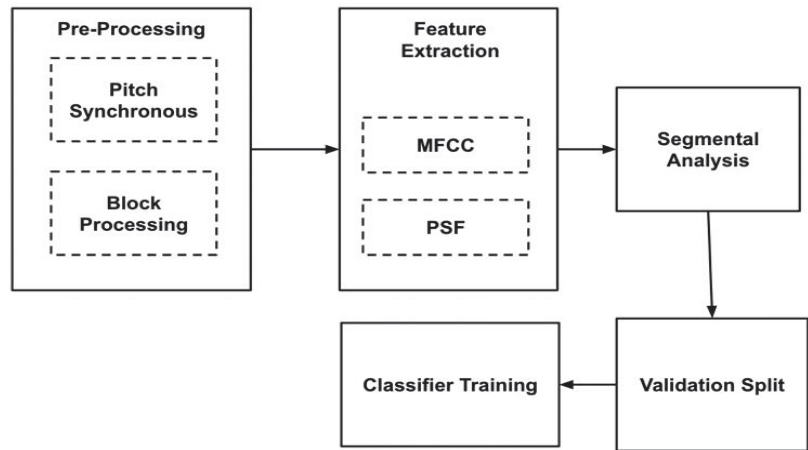 Pre-Processing
Pitch
Synchronous
Block
Processing
Feature
Extraction
MFCC
PSF
Segmental
Analysis
Validation Split
Classifier Training